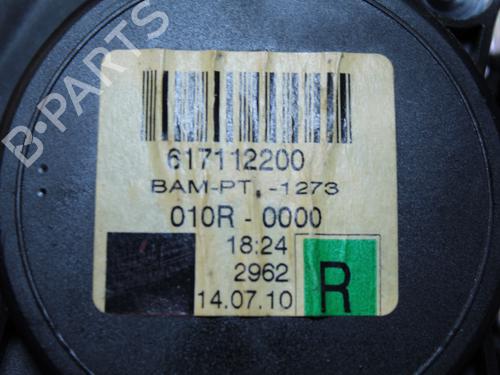 B-PARTS
617112200
BAM-PT. -1273
010R - 0000
18:24
2962
14.07.10
R